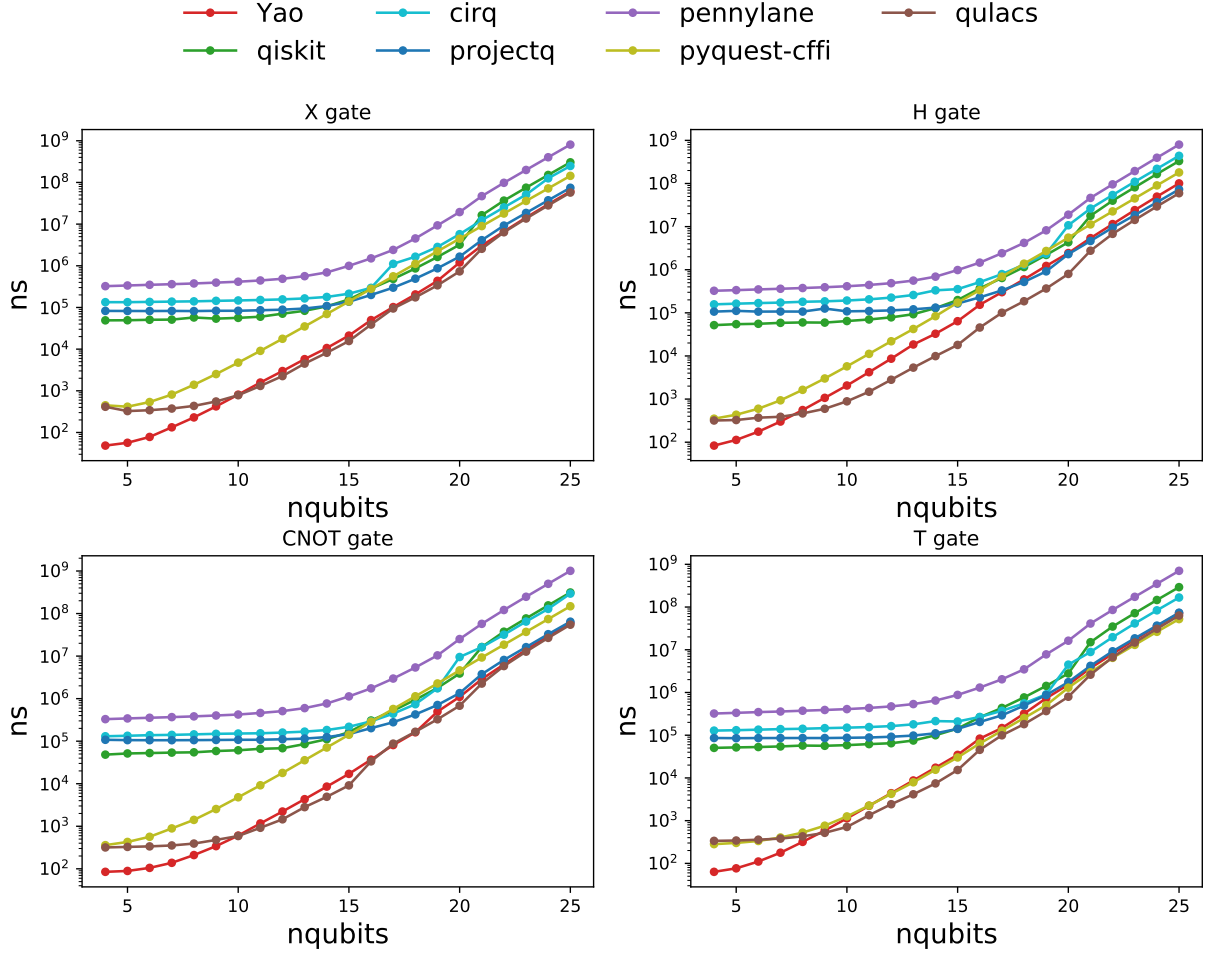 Yao cirq pennylane qulacs
qiskit projectq pyquest-cffi
X gate
10^9
10^8
10^7
10^6
10^5
10^4
10^3
10^2
ns
5 10 15 20 25
nqubits
H gate
10^9
10^8
10^7
10^6
10^5
10^4
10^3
10^2
ns
5 10 15 20 25
nqubits
CNOT gate
10^9
10^8
10^7
10^6
10^5
10^4
10^3
10^2
ns
5 10 15 20 25
nqubits
T gate
10^9
10^8
10^7
10^6
10^5
10^4
10^3
10^2
ns
5 10 15 20 25
nqubits